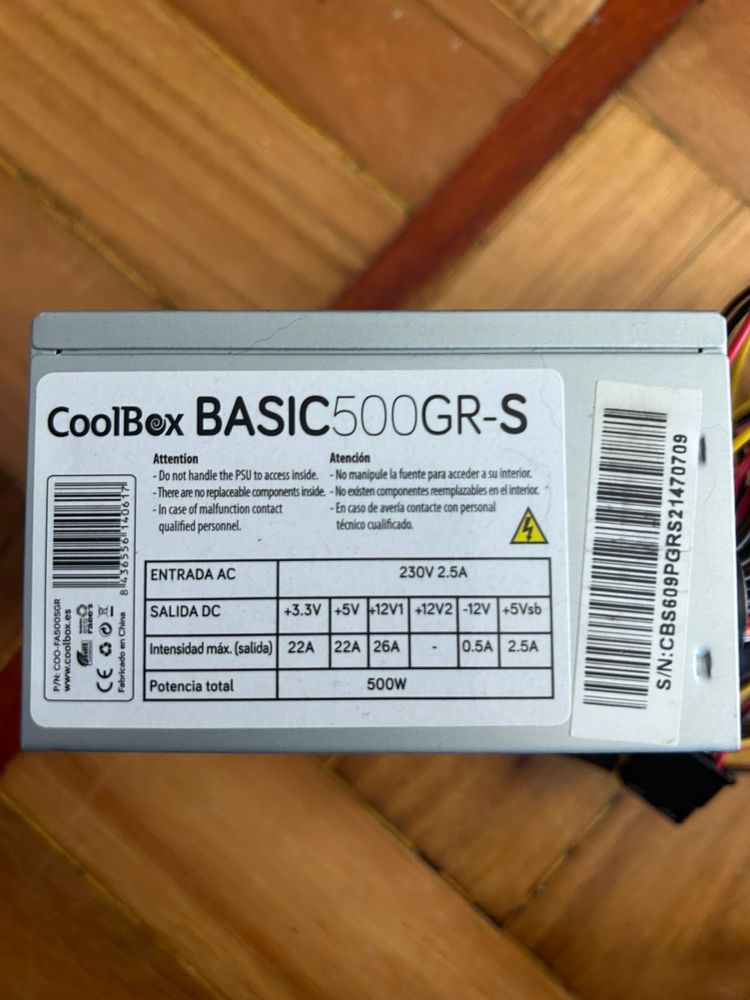 CoolBox BASIC500GR-S
Attention
- Do not handle the PSU to access inside.
- There are no replaceable components inside.
- In case of malfunction contact
qualified personnel.
Atención
- No manipule la fuente para acceder a su interior.
- No existen componentes reemplazables en el interior.
- En caso de avería contacte con personal
técnico cualificado.
8 436556 140617
P/N: COO-FA500SGR
www.coolbox.es
CE
Fabricado en China
ENTRADA AC 230V 2.5A
SALIDA DC +3.3V +5V +12V1 +12V2 -12V +5Vsb
Intensidad máx. (salida) 22A 22A 26A - 0.5A 2.5A
Potencia total 500W
S/N:CBS609PGRS21470709